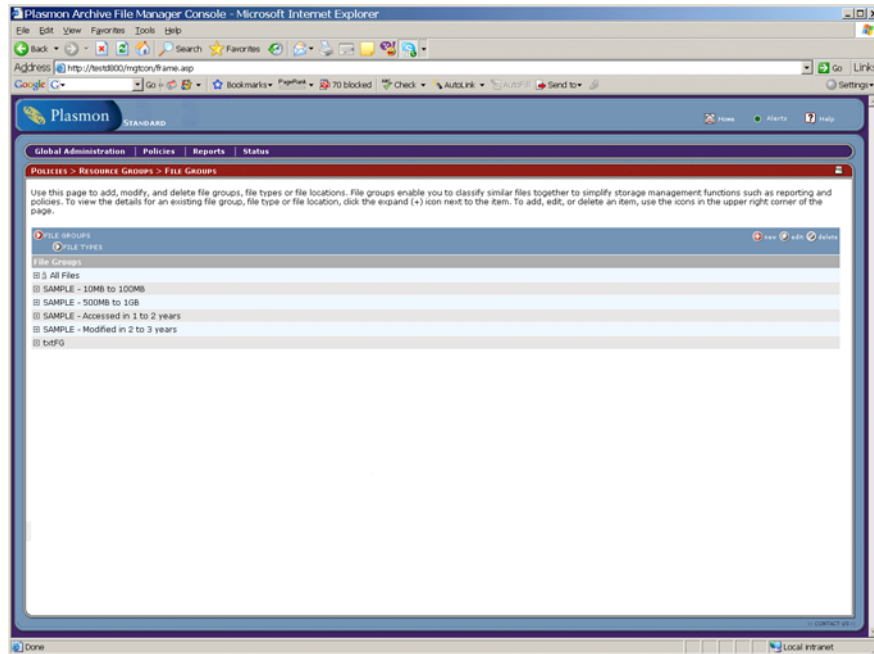 Plasmon Archive File Manager Console - Microsoft Internet Explorer
File Edit View Favorites Tools Help
Back Search Favorites
Address http://testd800/mgtcon/frame.asp Go Links
Google G Go Bookmarks PageRank 70 blocked Check AutoLink AutoFill Send to Settings
Plasmon STANDARD Home Alerts Help
Global Administration | Policies | Reports | Status
POLICIES > RESOURCE GROUPS > FILE GROUPS
Use this page to add, modify, and delete file groups, file types or file locations. File groups enable you to classify similar files together to simplify storage management functions such as reporting and
policies. To view the details for an existing file group, file type or file location, click the expand (+) icon next to the item. To add, edit, or delete an item, use the icons in the upper right corner of the
page.
FILE GROUPS new edit delete
FILE TYPES
File Groups
All Files
SAMPLE - 10MB to 100MB
SAMPLE - 500MB to 1GB
SAMPLE - Accessed in 1 to 2 years
SAMPLE - Modified in 2 to 3 years
txtFG
:: CONTACT US ::
Done Local intranet